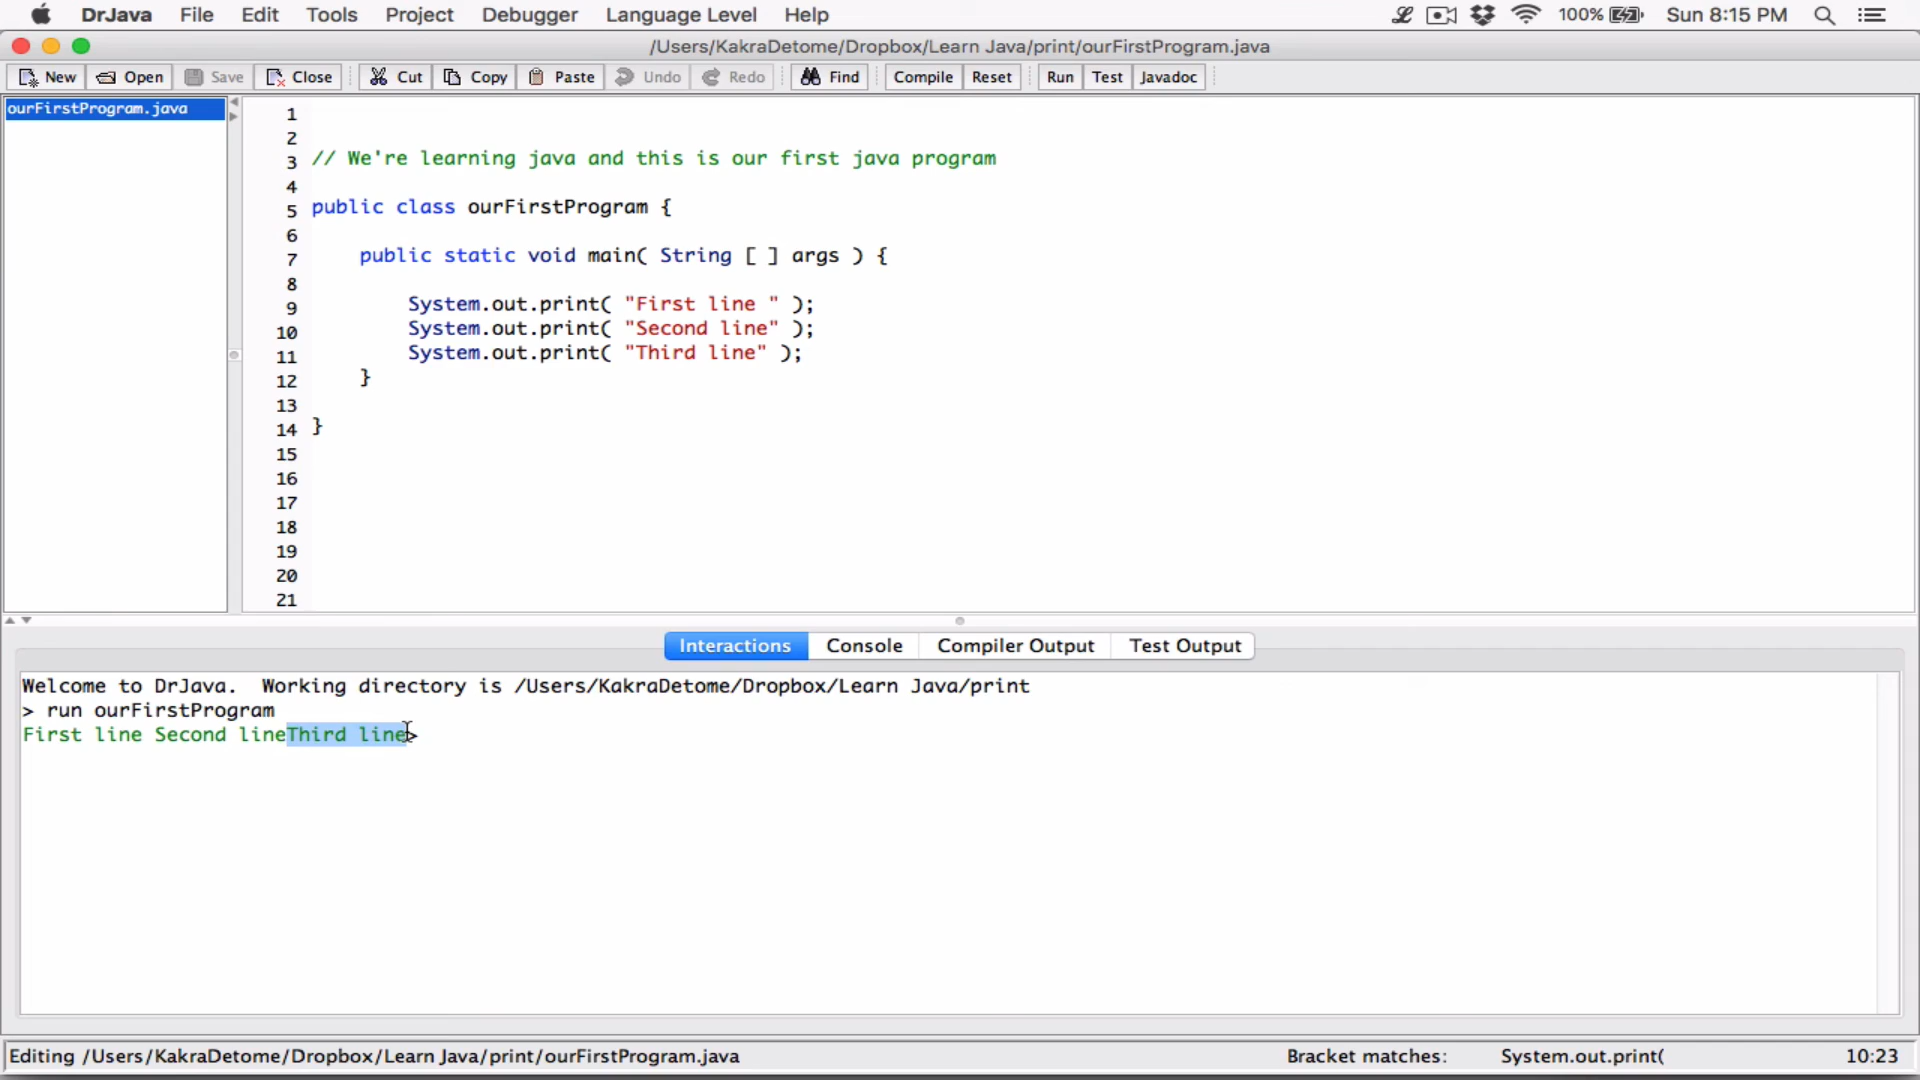 DrJava File Edit Tools Project Debugger Language Level Help 100% Sun 8:15 PM
/Users/KakraDetome/Dropbox/Learn Java/print/ourFirstProgram.java
New Open Save Close Cut Copy Paste Undo Redo Find Compile Reset Run Test Javadoc
ourFirstProgram.java
1
2
3 // We're learning java and this is our first java program
4
5 public class ourFirstProgram {
6
7 public static void main( String [ ] args ) {
8
9 System.out.print( "First line " );
10 System.out.print( "Second line" );
11 System.out.print( "Third line" );
12 }
13
14 }
15
16
17
18
19
20
21
Interactions Console Compiler Output Test Output
Welcome to DrJava.  Working directory is /Users/KakraDetome/Dropbox/Learn Java/print
> run ourFirstProgram
First line Second lineThird line>
Editing /Users/KakraDetome/Dropbox/Learn Java/print/ourFirstProgram.java Bracket matches: System.out.print( 10:23